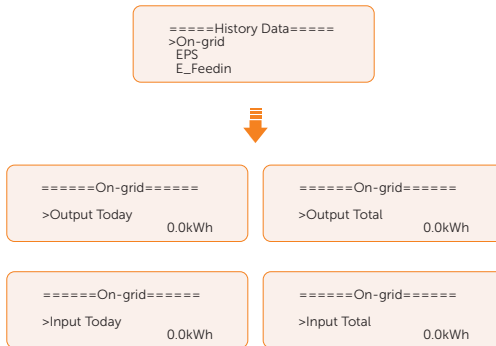 =====History Data=====
>On-grid
EPS
E_Feedin
======On-grid======
>Output Today
0.0kWh
======On-grid======
>Output Total
0.0kWh
======On-grid======
>Input Today
0.0kWh
======On-grid======
>Input Total
0.0kWh